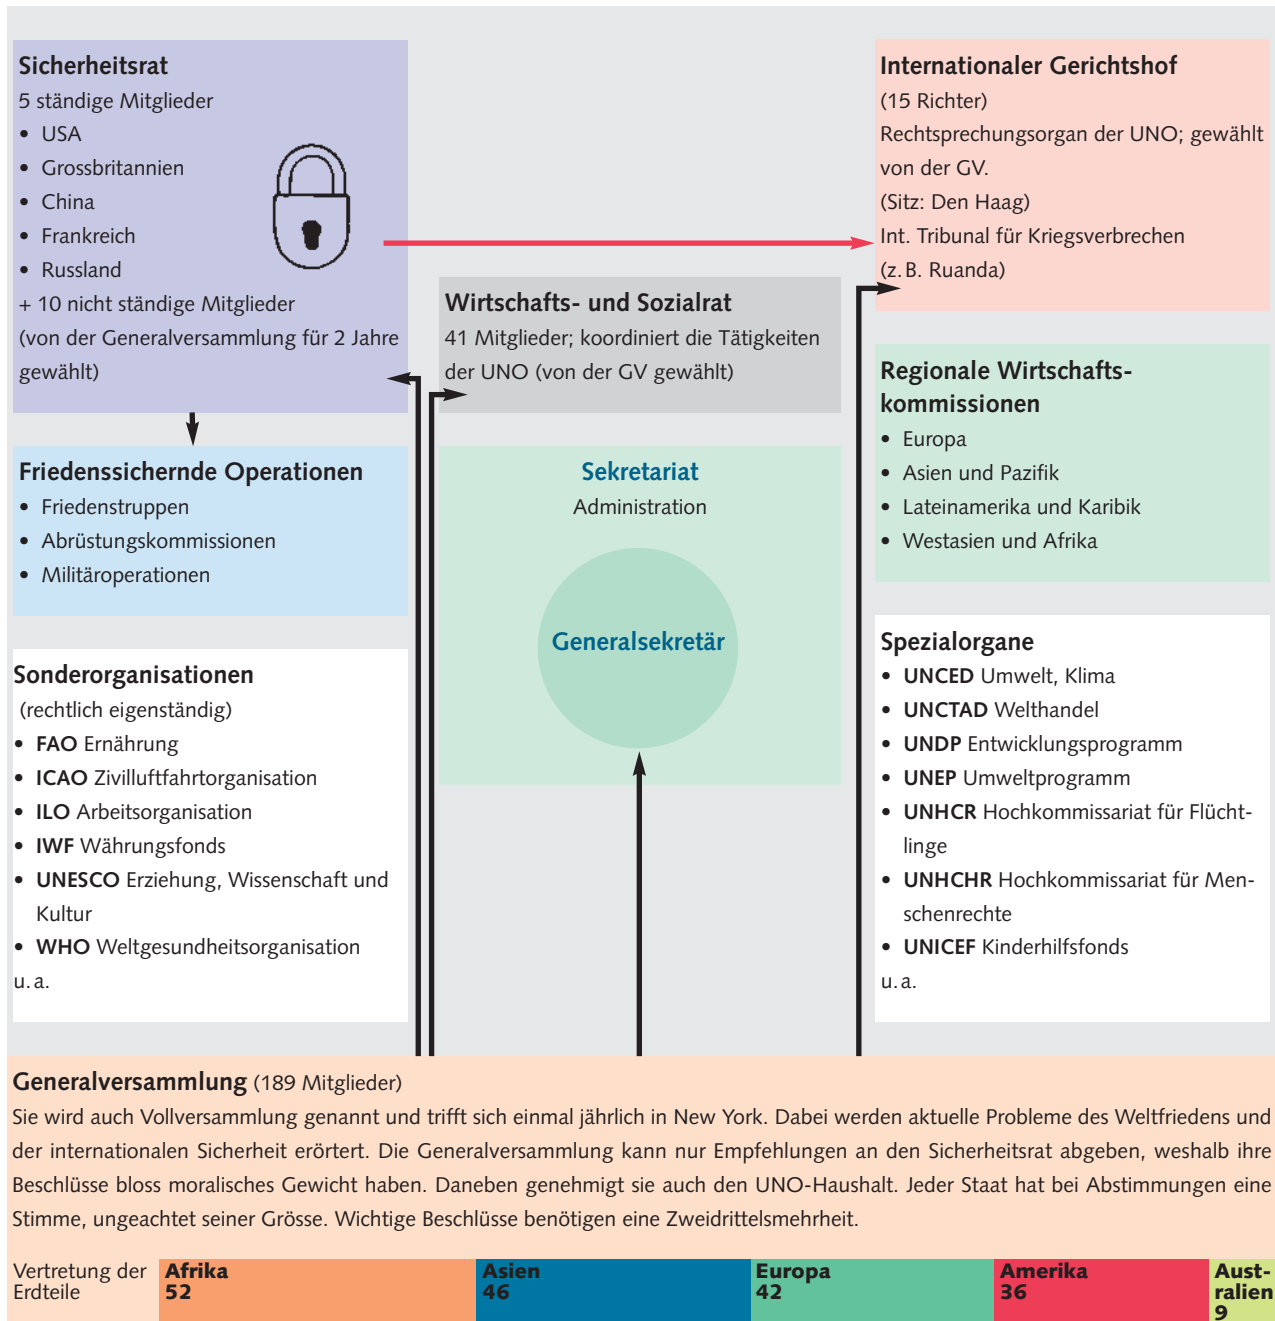 Sicherheitsrat
5 ständige Mitglieder
• USA
• Grossbritannien
• China
• Frankreich
• Russland
+ 10 nicht ständige Mitglieder
(von der Generalversammlung für 2 Jahre
gewählt)
Friedenssichernde Operationen
• Friedenstruppen
• Abrüstungskommissionen
• Militäroperationen
Sonderorganisationen
(rechtlich eigenständig)
• FAO Ernährung
• ICAO Zivilluftfahrtorganisation
• ILO Arbeitsorganisation
• IWF Währungsfonds
• UNESCO Erziehung, Wissenschaft und
Kultur
• WHO Weltgesundheitsorganisation
u. a.
Wirtschafts- und Sozialrat
41 Mitglieder; koordiniert die Tätigkeiten
der UNO (von der GV gewählt)
Sekretariat
Administration
Generalsekretär
Internationaler Gerichtshof
(15 Richter)
Rechtsprechungsorgan der UNO; gewählt
von der GV.
(Sitz: Den Haag)
Int. Tribunal für Kriegsverbrechen
(z. B. Ruanda)
Regionale Wirtschafts-
kommissionen
• Europa
• Asien und Pazifik
• Lateinamerika und Karibik
• Westasien und Afrika
Spezialorgane
• UNCED Umwelt, Klima
• UNCTAD Welthandel
• UNDP Entwicklungsprogramm
• UNEP Umweltprogramm
• UNHCR Hochkommissariat für Flücht-
linge
• UNHCHR Hochkommissariat für Men-
schenrechte
• UNICEF Kinderhilfsfonds
u. a.
Generalversammlung (189 Mitglieder)
Sie wird auch Vollversammlung genannt und trifft sich einmal jährlich in New York. Dabei werden aktuelle Probleme des Weltfriedens und
der internationalen Sicherheit erörtert. Die Generalversammlung kann nur Empfehlungen an den Sicherheitsrat abgeben, weshalb ihre
Beschlüsse bloss moralisches Gewicht haben. Daneben genehmigt sie auch den UNO-Haushalt. Jeder Staat hat bei Abstimmungen eine
Stimme, ungeachtet seiner Grösse. Wichtige Beschlüsse benötigen eine Zweidrittelsmehrheit.
Vertretung der
Erdteile
Afrika
52
Asien
46
Europa
42
Amerika
36
Aust-
ralien
9